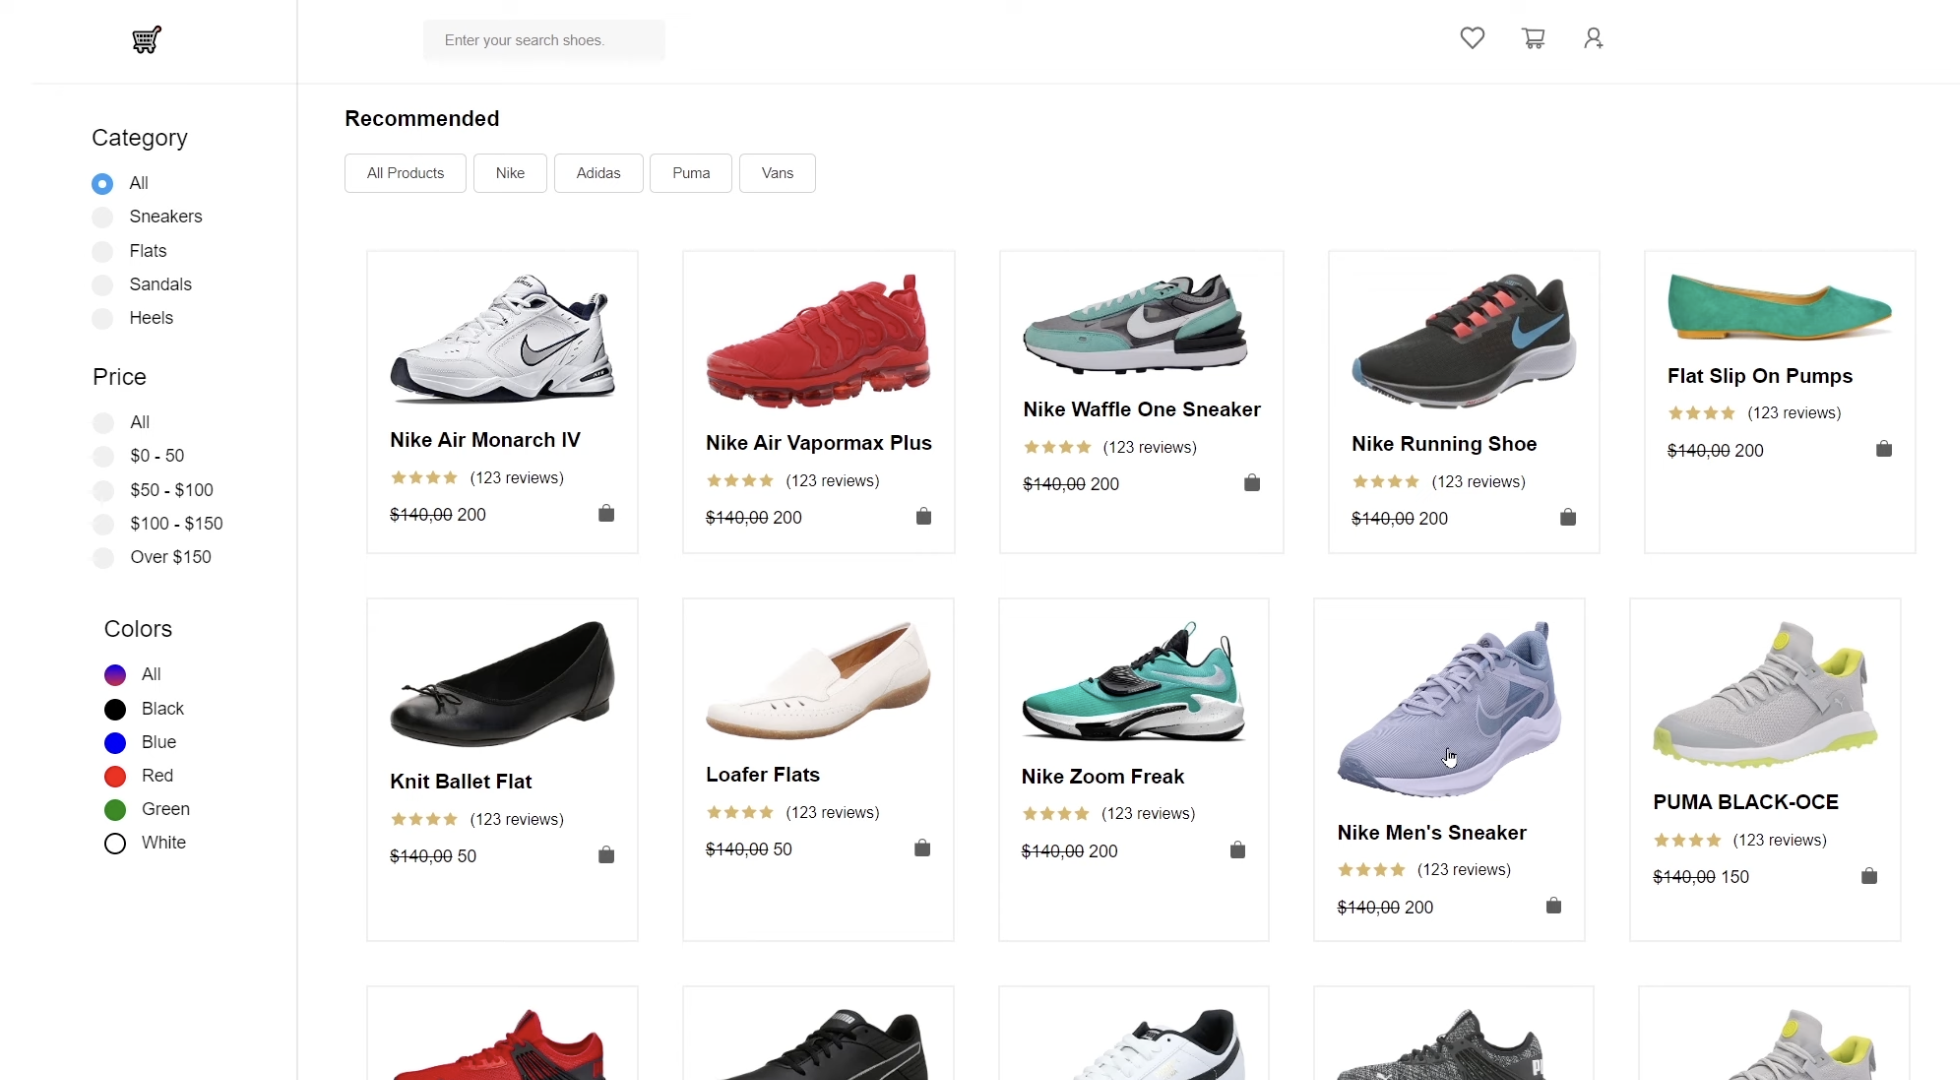 Enter your search shoes.
Category
All
Sneakers
Flats
Sandals
Heels
Price
All
$0 - 50
$50 - $100
$100 - $150
Over $150
Colors
All
Black
Blue
Red
Green
White
Recommended
All Products Nike Adidas Puma Vans
Nike Air Monarch IV
(123 reviews)
$140,00 200
Nike Air Vapormax Plus
(123 reviews)
$140,00 200
Nike Waffle One Sneaker
(123 reviews)
$140,00 200
Nike Running Shoe
(123 reviews)
$140,00 200
Flat Slip On Pumps
(123 reviews)
$140,00 200
Knit Ballet Flat
(123 reviews)
$140,00 50
Loafer Flats
(123 reviews)
$140,00 50
Nike Zoom Freak
(123 reviews)
$140,00 200
Nike Men's Sneaker
(123 reviews)
$140,00 200
PUMA BLACK-OCE
(123 reviews)
$140,00 150